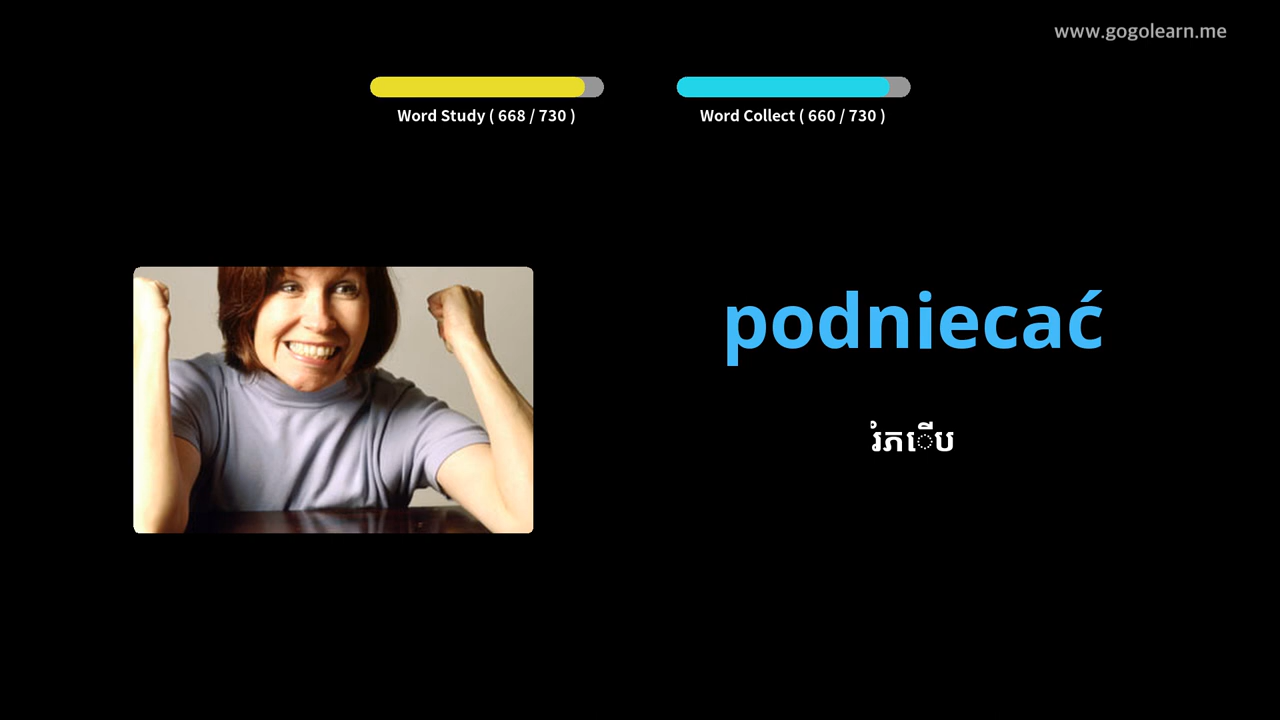 www.gogolearn.me
Word Study ( 668 / 730 )
Word Collect ( 660 / 730 )
podniecać
រំភើប